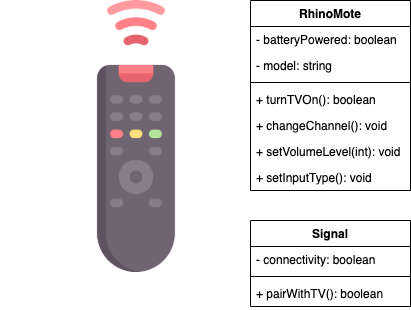 RhinoMote
- batteryPowered: boolean
- model: string
+ turnTVOn(): boolean
+ changeChannel(): void
+ setVolumeLevel(int): void
+ setInputType(): void
Signal
- connectivity: boolean
+ pairWithTV(): boolean